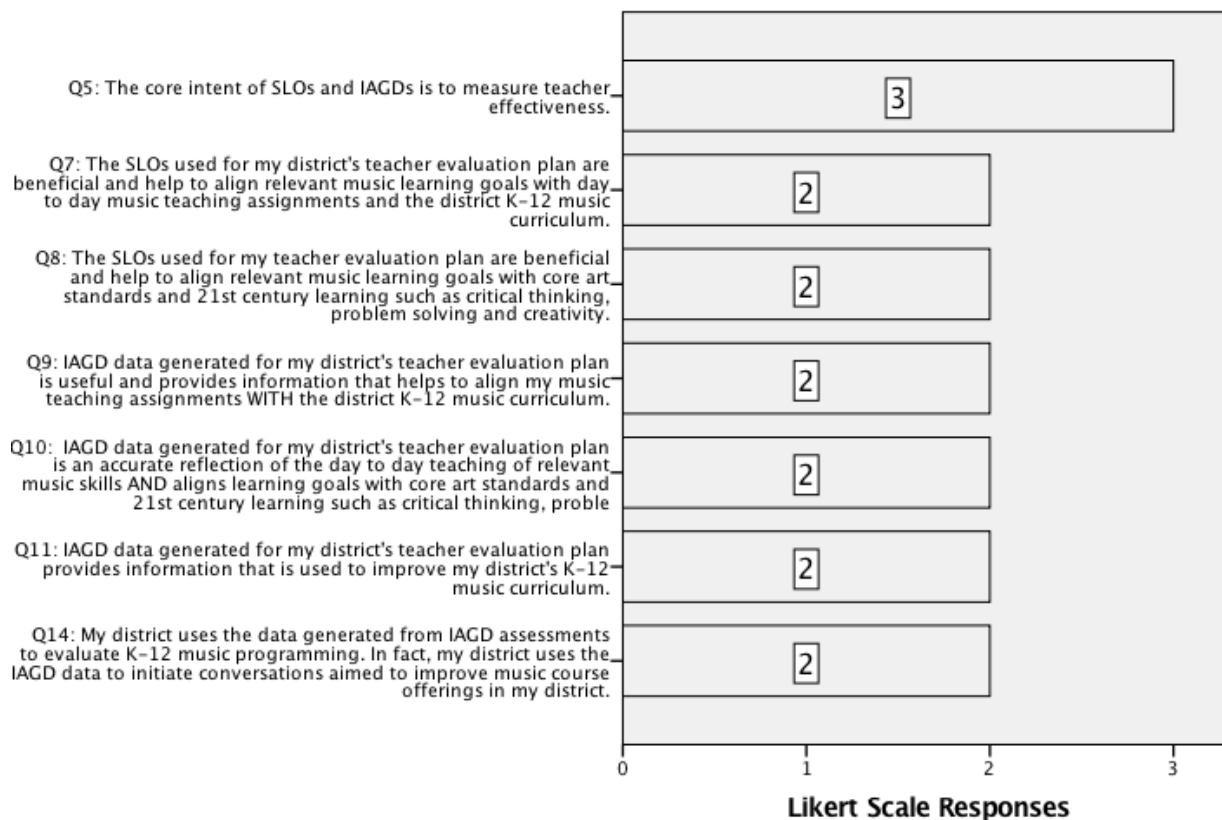 Q5: The core intent of SLOs and IAGDs is to measure teacher
effectiveness.
3
Q7: The SLOs used for my district's teacher evaluation plan are
beneficial and help to align relevant music learning goals with day
to day music teaching assignments and the district K-12 music
curriculum.
2
Q8: The SLOs used for my teacher evaluation plan are beneficial
and help to align relevant music learning goals with core art
standards and 21st century learning such as critical thinking,
problem solving and creativity.
2
Q9: IAGD data generated for my district's teacher evaluation plan
is useful and provides information that helps to align my music
teaching assignments WITH the district K-12 music curriculum.
2
Q10: IAGD data generated for my district's teacher evaluation plan
is an accurate reflection of the day to day teaching of relevant
music skills AND aligns learning goals with core art standards and
21st century learning such as critical thinking, proble
2
Q11: IAGD data generated for my district's teacher evaluation plan
provides information that is used to improve my district's K-12
music curriculum.
2
Q14: My district uses the data generated from IAGD assessments
to evaluate K-12 music programming. In fact, my district uses the
IAGD data to initiate conversations aimed to improve music course
offerings in my district.
2
0 1 2 3
Likert Scale Responses